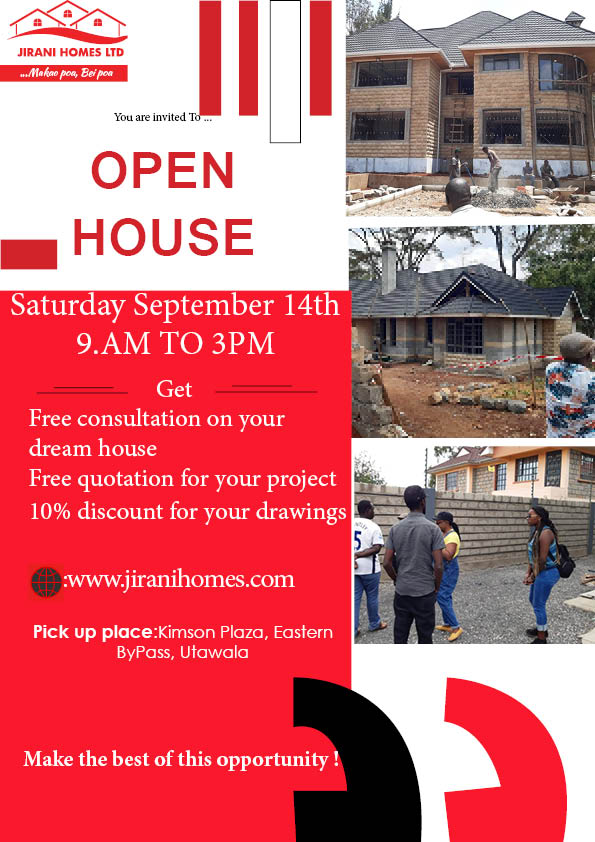 JIRANI HOMES LTD
...Makao poa, Bei poa
You are invited To ...
OPEN
HOUSE
Saturday September 14th
9.AM TO 3PM
Get
Free consultation on your
dream house
Free quotation for your project
10% discount for your drawings
:www.jiranihomes.com
Pick up place:Kimson Plaza, Eastern
ByPass, Utawala
Make the best of this opportunity !
5